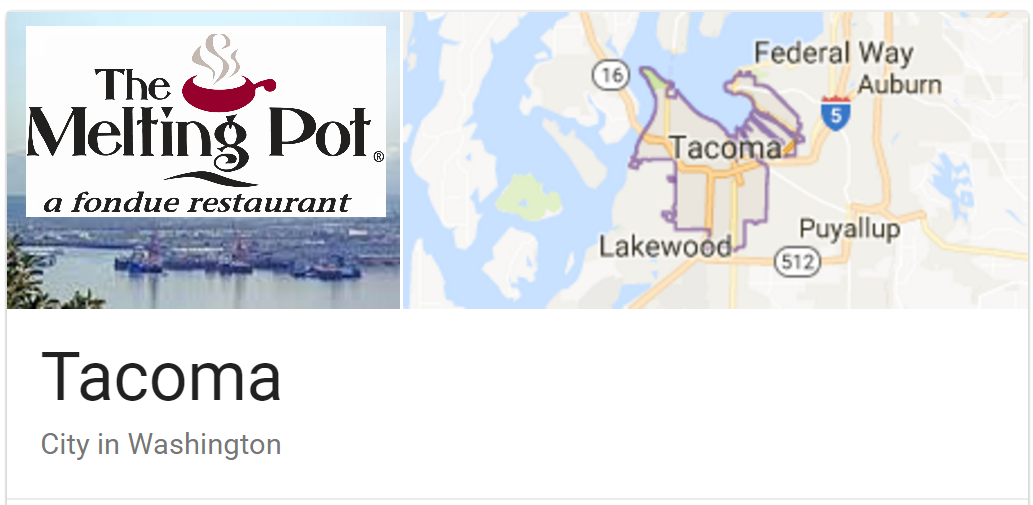 The
Melting Pot®
a fondue restaurant
16
Federal Way
Auburn
5
Tacoma
Puyallup
Lakewood
512
Tacoma
City in Washington